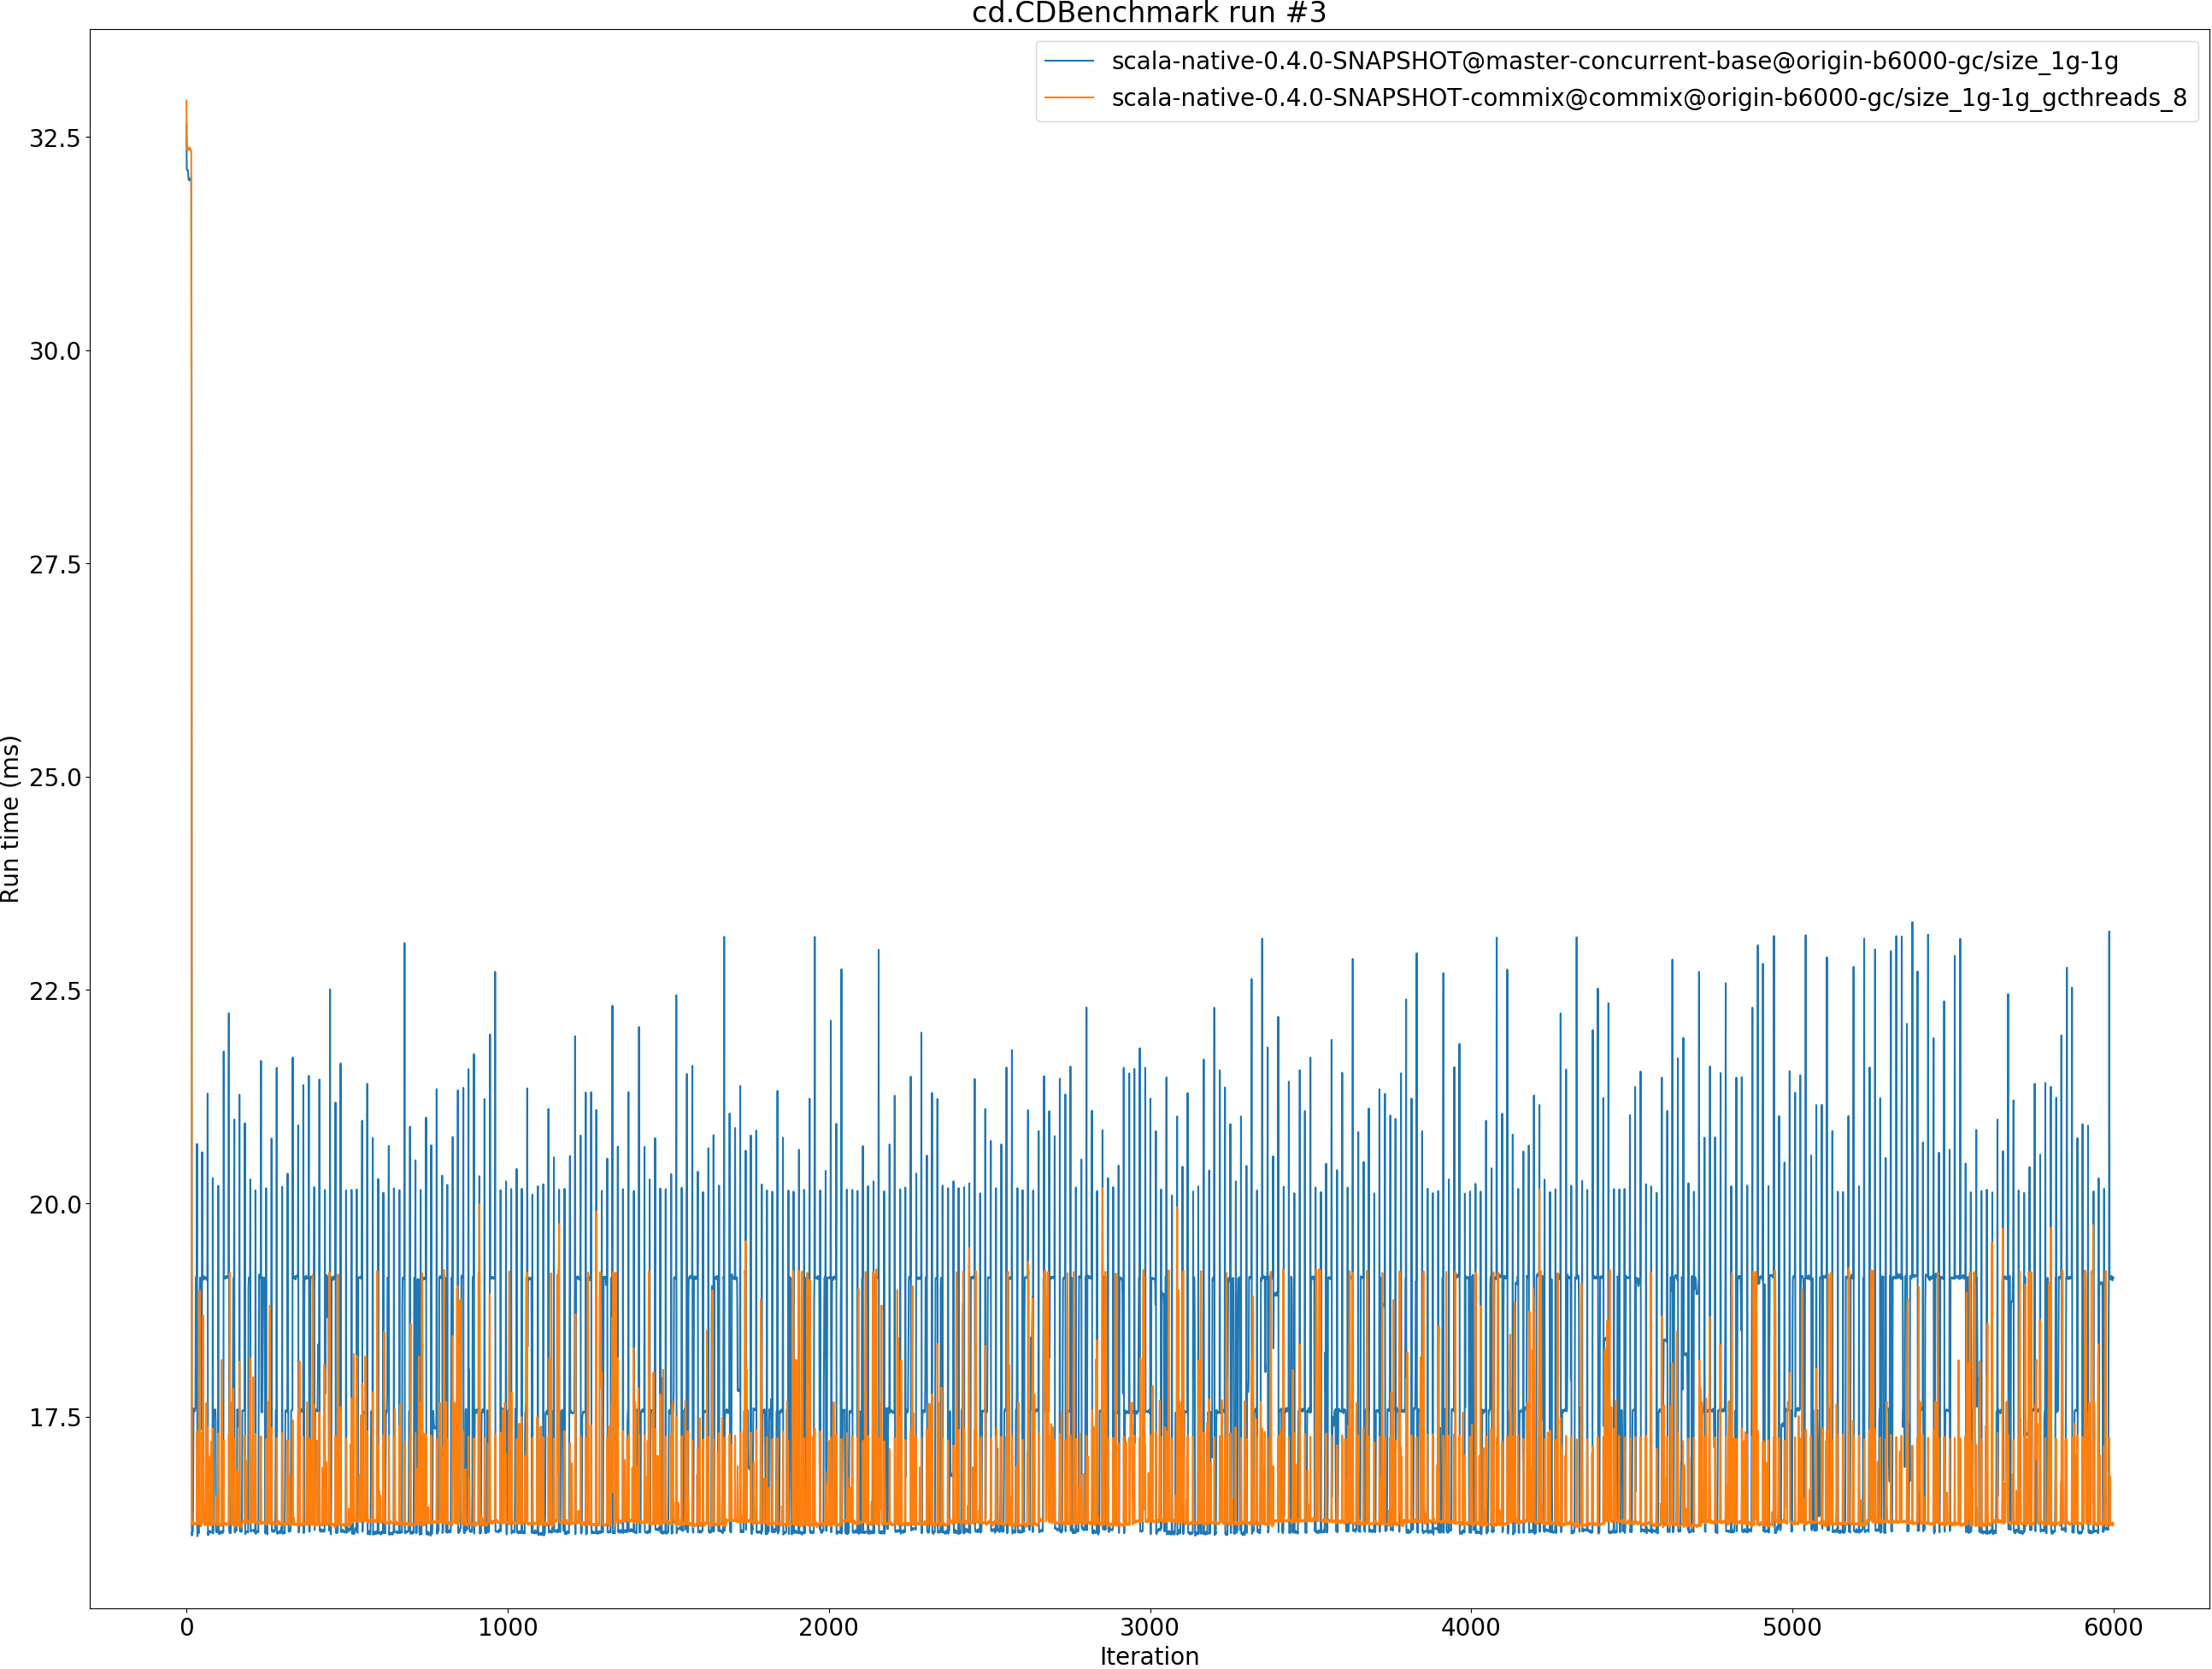 cd.CDBenchmark run #3
scala-native-0.4.0-SNAPSHOT@master-concurrent-base@origin-b6000-gc/size_1g-1g
scala-native-0.4.0-SNAPSHOT-commix@commix@origin-b6000-gc/size_1g-1g_gcthreads_8
Run time (ms)
32.5
30.0
27.5
25.0
22.5
20.0
17.5
0 1000 2000 3000 4000 5000 6000
Iteration